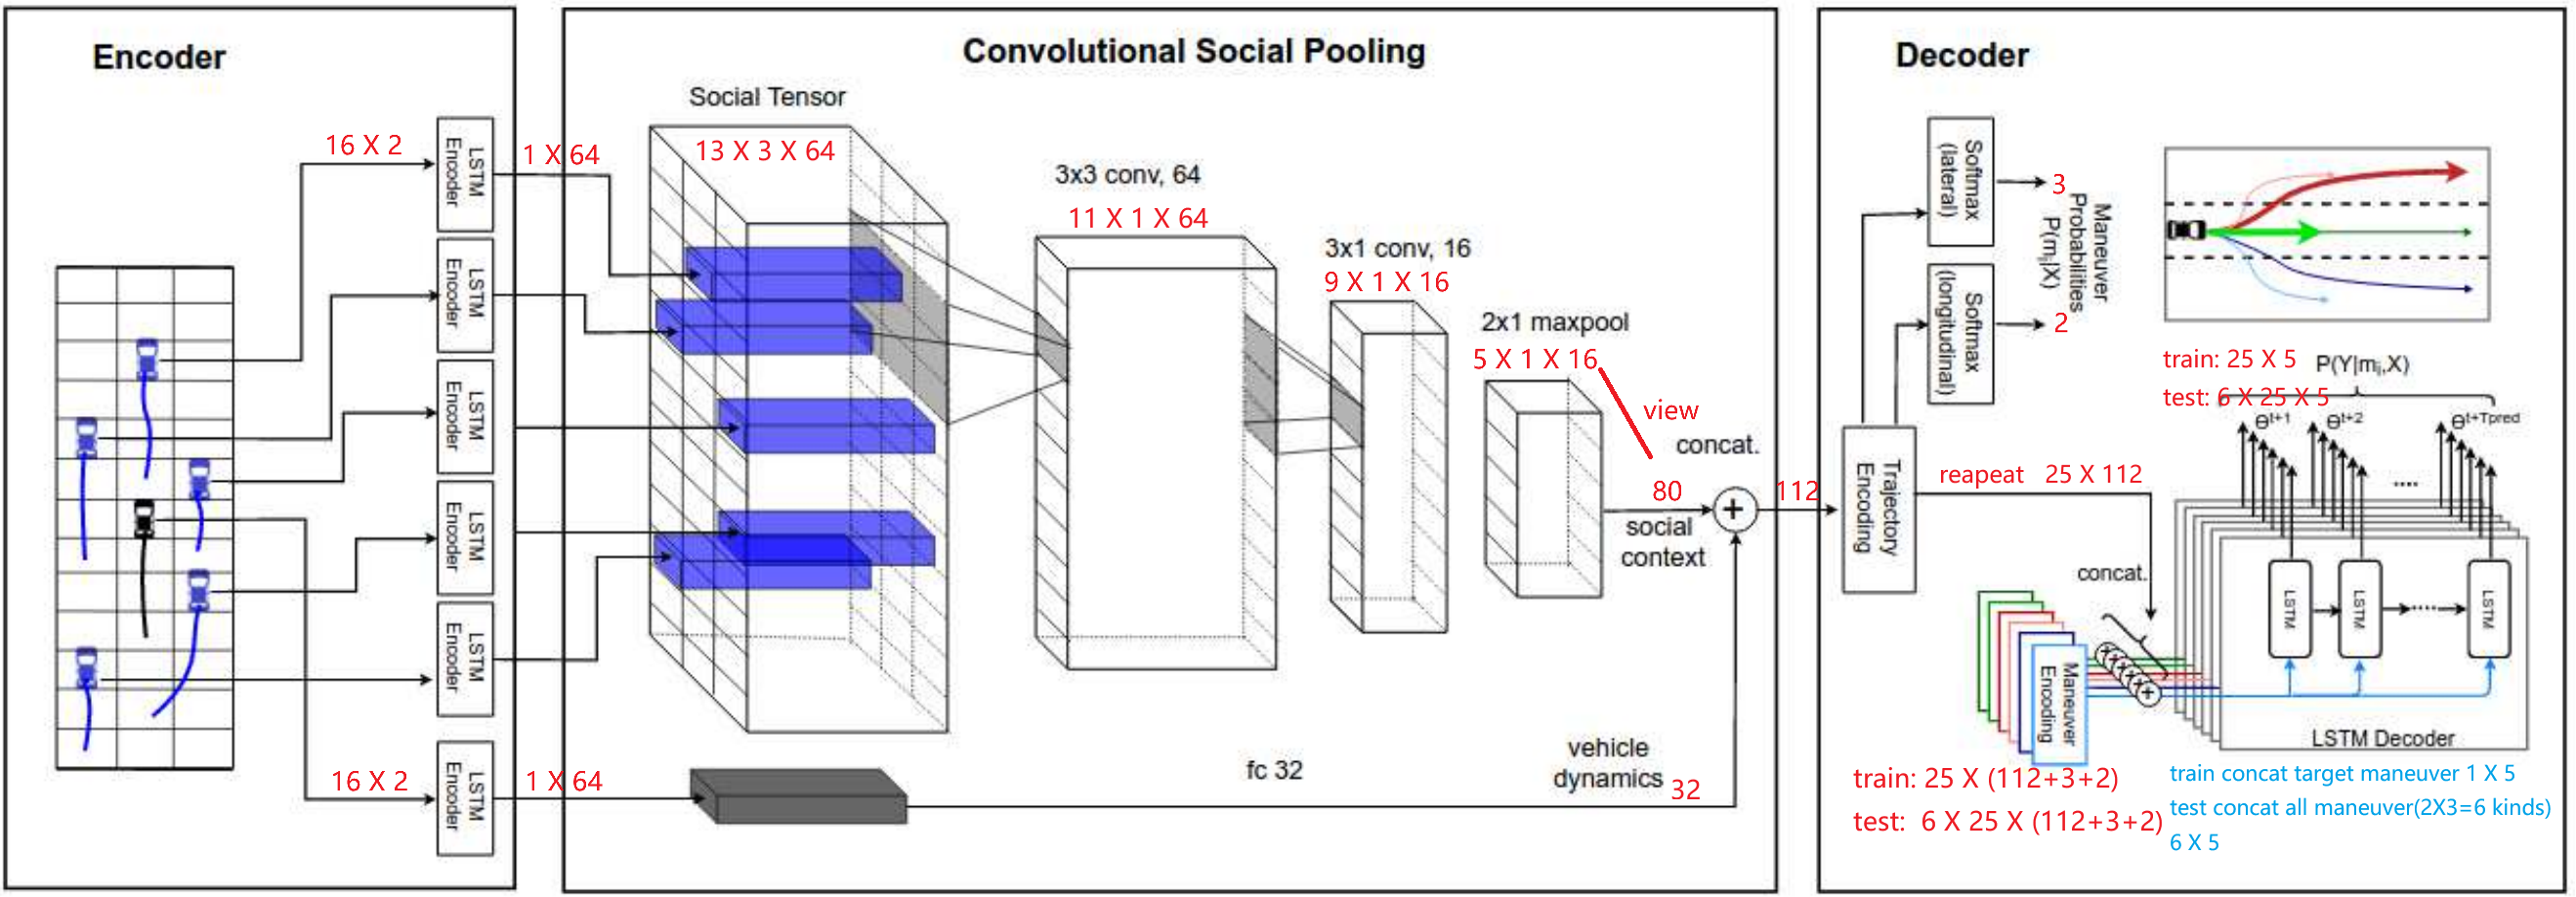 Encoder
16 X 2
LSTM
Encoder
LSTM
Encoder
LSTM
Encoder
LSTM
Encoder
LSTM
Encoder
16 X 2
LSTM
Encoder
Convolutional Social Pooling
Social Tensor
1 X 64
13 X 3 X 64
3x3 conv, 64
11 X 1 X 64
3x1 conv, 16
9 X 1 X 16
2x1 maxpool
5 X 1 X 16
view
concat.
80
+
social
context
112
1 X 64
fc 32
vehicle
dynamics
32
Decoder
Softmax
(lateral)
3
Softmax
(longitudinal)
2
Maneuver
Probabilities
P(mᵢ|X)
train: 25 X 5
P(Y|mᵢ,X)
test: 6 X 25 X 5
Θᵗ⁺¹
Θᵗ⁺²
Θᵗ⁺ᵀᵖʳᵉᵈ
....
Trajectory
Encoding
reapeat 25 X 112
concat.
LSTM
LSTM
LSTM
Maneuver
Encoding
+
LSTM Decoder
train: 25 X (112+3+2)
test: 6 X 25 X (112+3+2)
train concat target maneuver 1 X 5
test concat all maneuver(2X3=6 kinds)
6 X 5